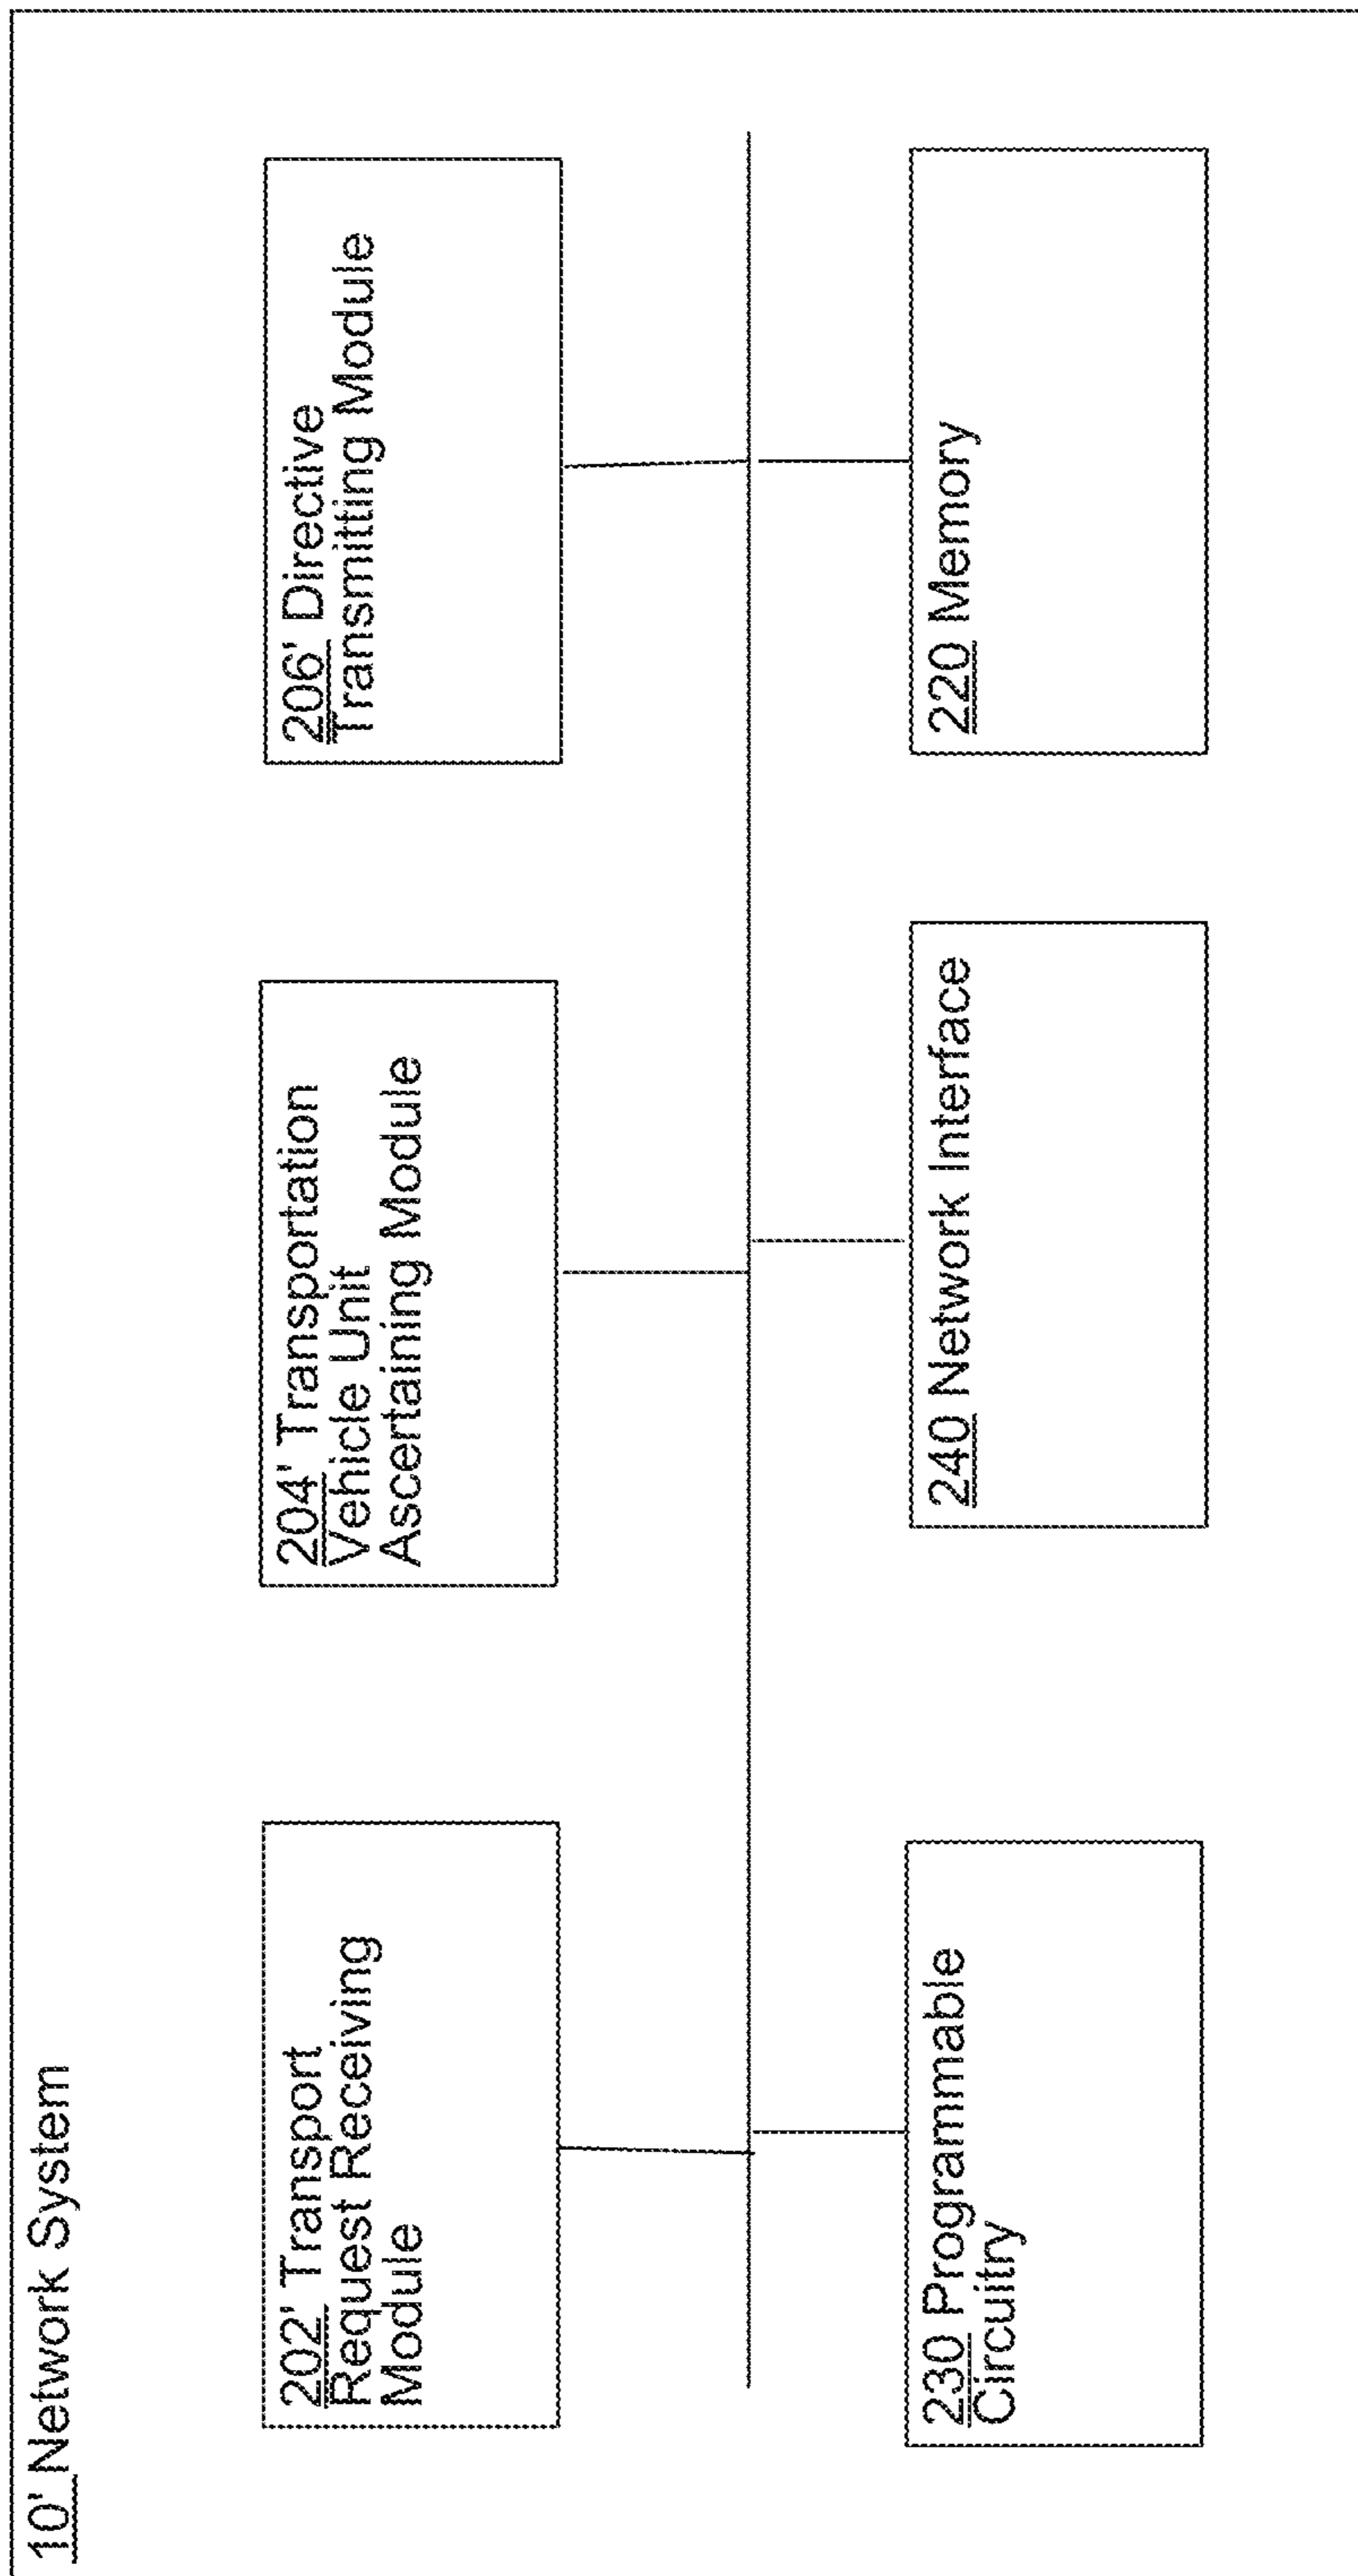 10' Network System
202' Transport
Request Receiving
Module
204' Transportation
Vehicle Unit
Ascertaining Module
206' Directive
Transmitting Module
230 Programmable
Circuitry
240 Network Interface
220 Memory